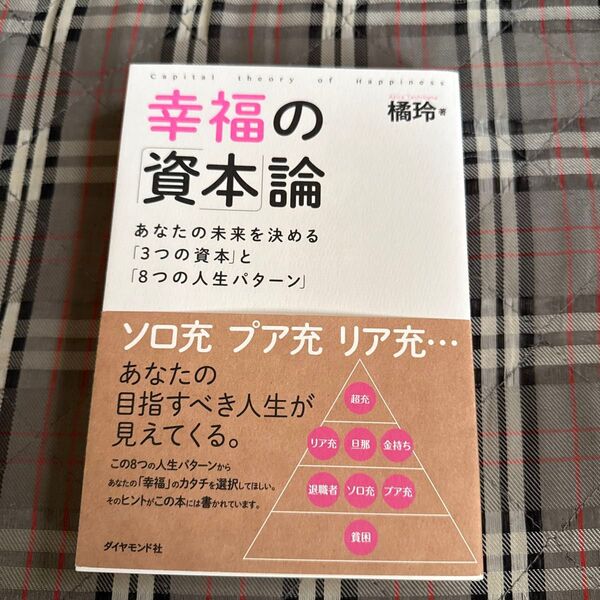 Capital theory of Happiness
幸福の
「資本」論
Akira Tachibana
橘玲 著
あなたの未来を決める
「3つの資本」と
「8つの人生パターン」
ソロ充 プア充 リア充…
あなたの
目指すべき人生が
見えてくる。
この8つの人生パターンから
あなたの「幸福」のカタチを選択してほしい。
そのヒントがこの本には書かれています。
超充
リア充 旦那 金持ち
退職者 ソロ充 プア充
貧困
ダイヤモンド社